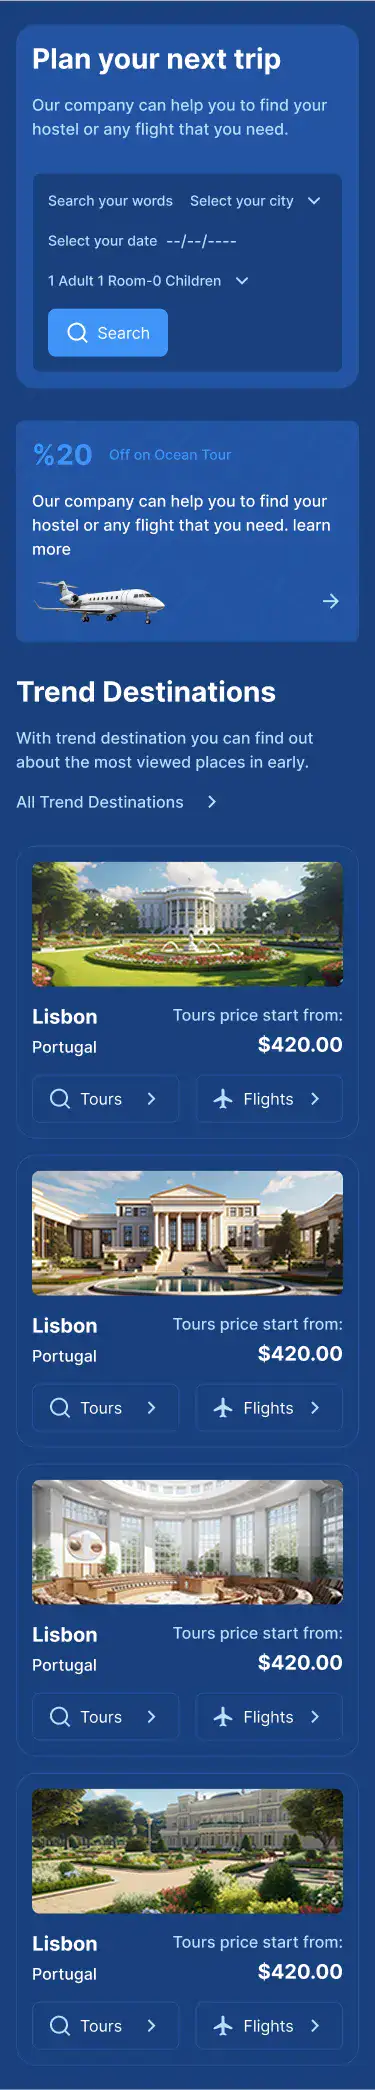 Plan your next trip
Our company can help you to find your
hostel or any flight that you need.
Search your words Select your city
Select your date --/--/----
1 Adult 1 Room-0 Children
Search
%20 Off on Ocean Tour
Our company can help you to find your
hostel or any flight that you need. learn
more
Trend Destinations
With trend destination you can find out
about the most viewed places in early.
All Trend Destinations
Lisbon Tours price start from:
Portugal $420.00
Tours Flights
Lisbon Tours price start from:
Portugal $420.00
Tours Flights
Lisbon Tours price start from:
Portugal $420.00
Tours Flights
Lisbon Tours price start from:
Portugal $420.00
Tours Flights